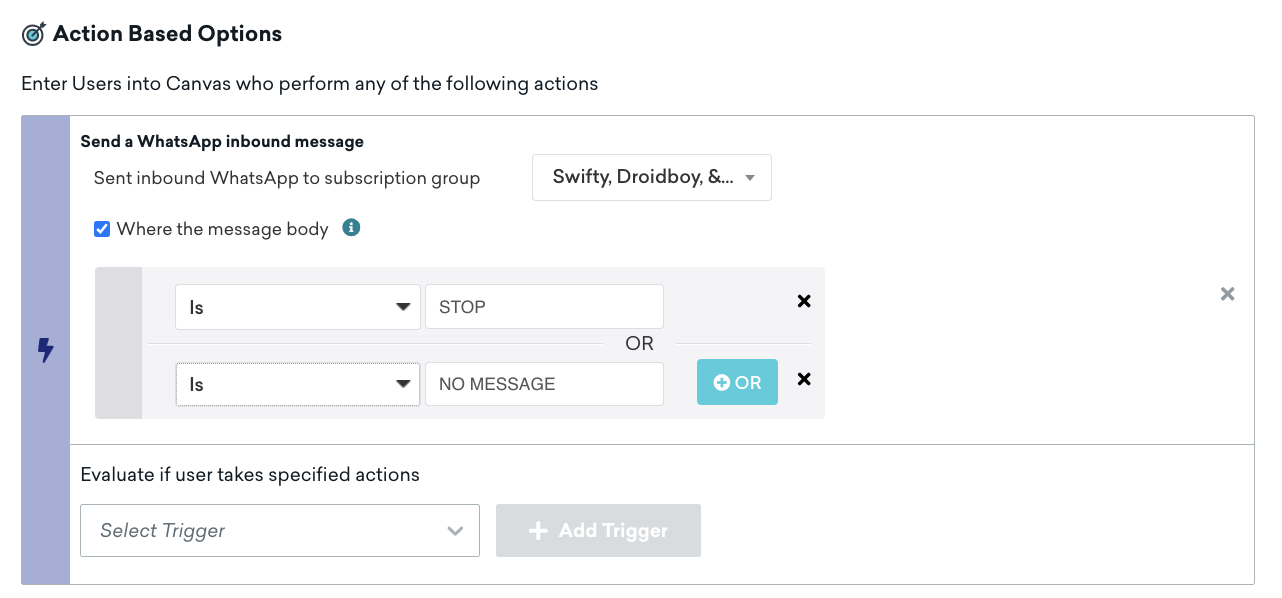 Action Based Options
Enter Users into Canvas who perform any of the following actions
Send a WhatsApp inbound message
Sent inbound WhatsApp to subscription group
Swifty, Droidboy, &...
Where the message body
Is
STOP
OR
Is
NO MESSAGE
OR
Evaluate if user takes specified actions
Select Trigger
Add Trigger